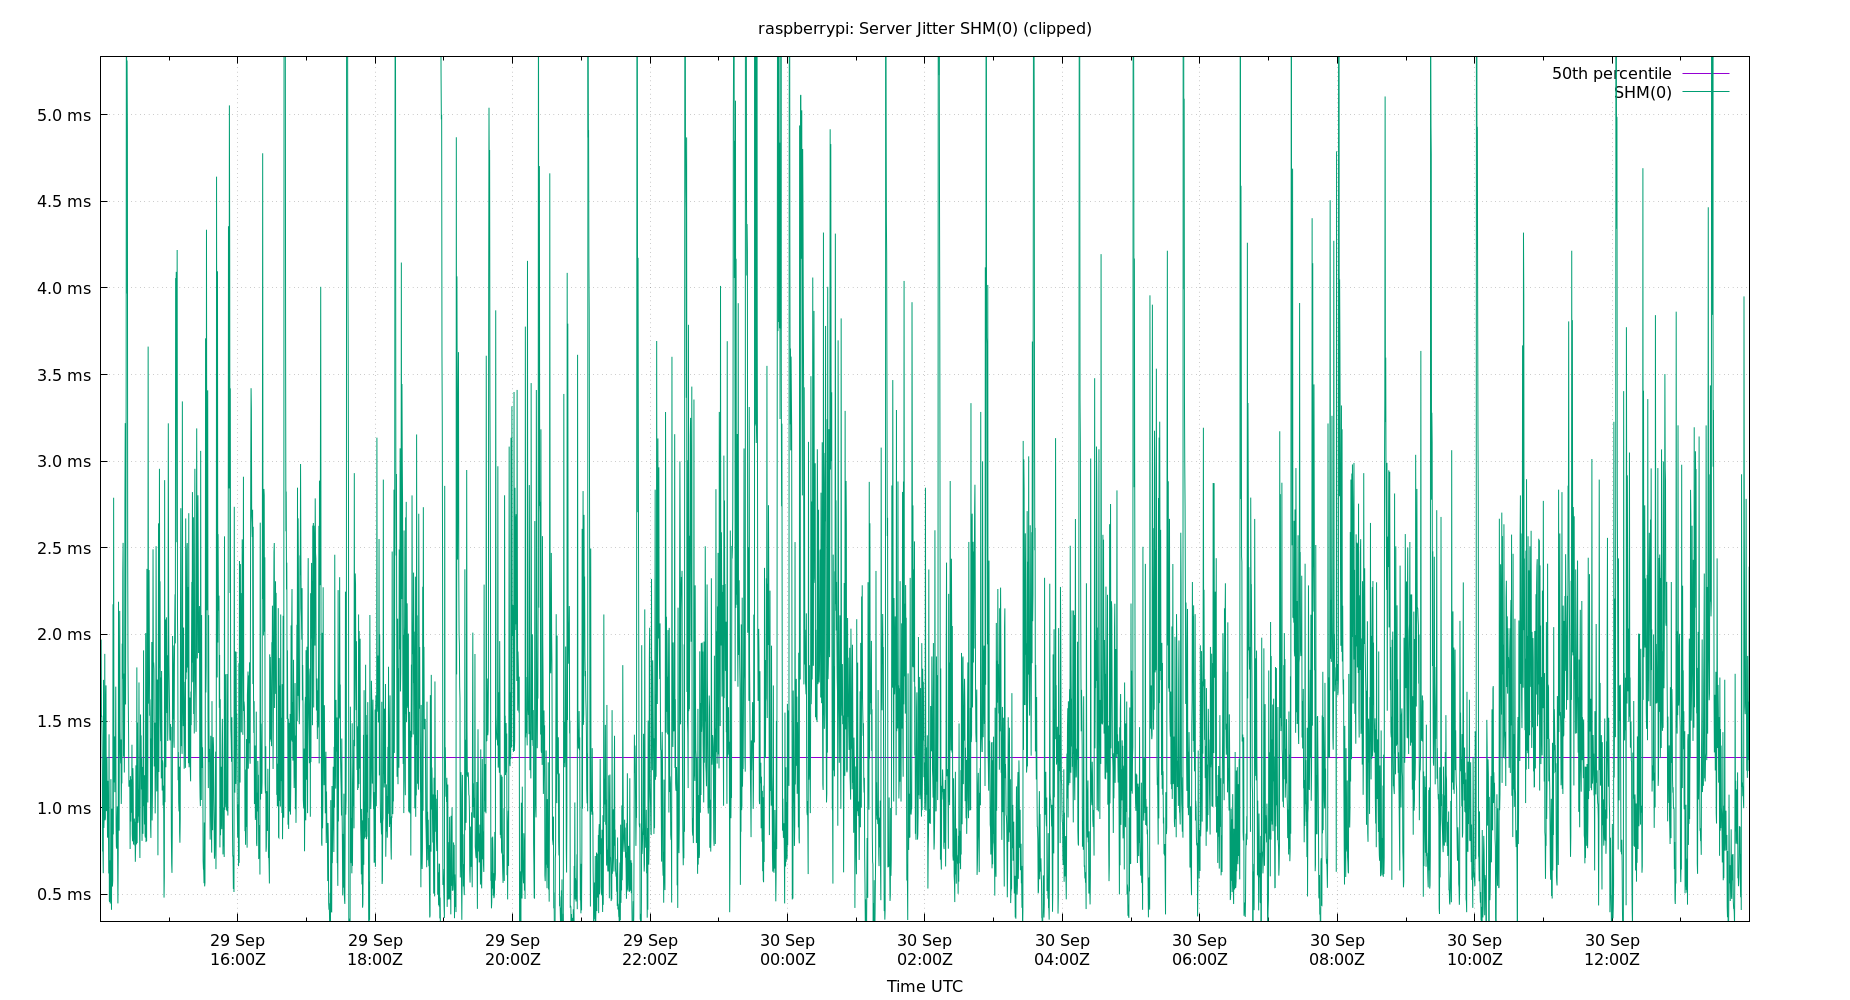 raspberrypi: Server Jitter SHM(0) (clipped)
50th percentile
SHM(0)
5.0 ms
4.5 ms
4.0 ms
3.5 ms
3.0 ms
2.5 ms
2.0 ms
1.5 ms
1.0 ms
0.5 ms
29 Sep 29 Sep 29 Sep 29 Sep 30 Sep 30 Sep 30 Sep 30 Sep 30 Sep 30 Sep 30 Sep
16:00Z 18:00Z 20:00Z 22:00Z 00:00Z 02:00Z 04:00Z 06:00Z 08:00Z 10:00Z 12:00Z
Time UTC